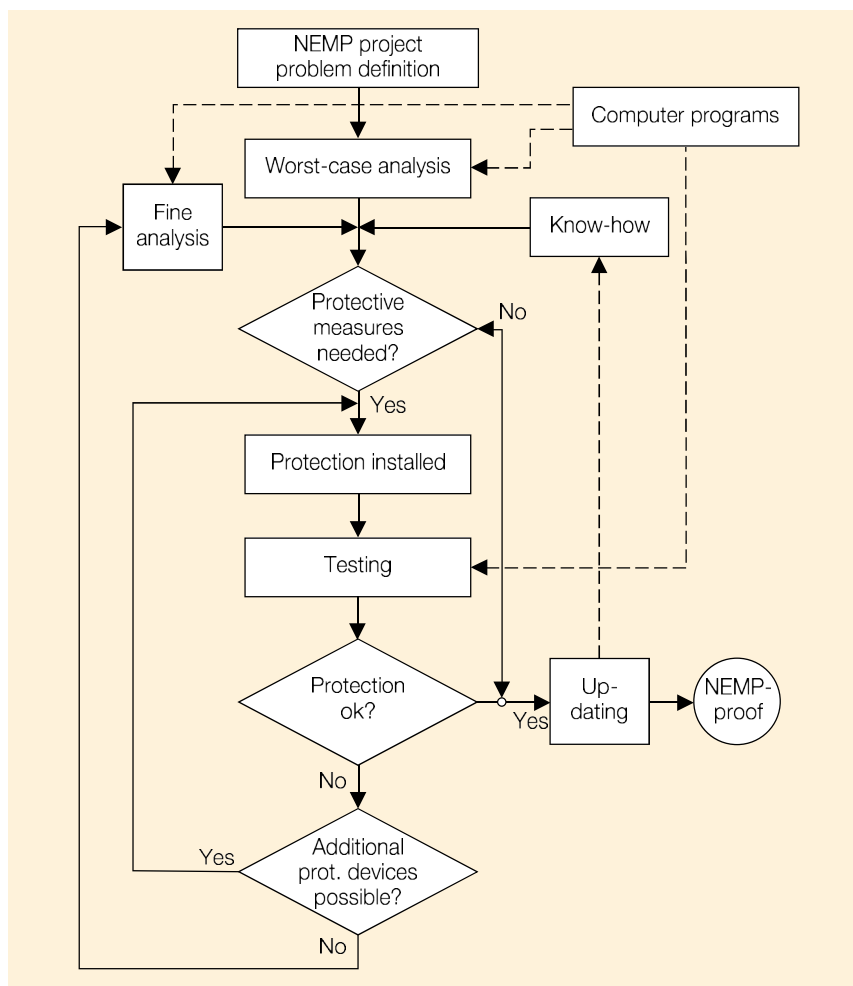 NEMP project
problem definition
Computer programs
Worst-case analysis
Fine
analysis
Know-how
Protective
measures
needed?
No
Yes
Protection installed
Testing
Protection
ok?
Yes
Up-
dating
NEMP-
proof
No
Additional
prot. devices
possible?
Yes
No